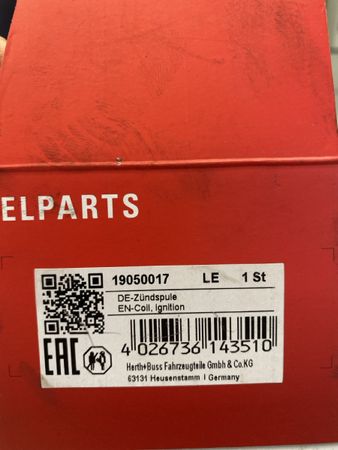 ELPARTS
19050017 LE 1 St
DE-Zündspule
EN-Coil, ignition
EAC
4 026736 143510
Herth+Buss Fahrzeugteile GmbH & Co.KG
63131 Heusenstamm | Germany